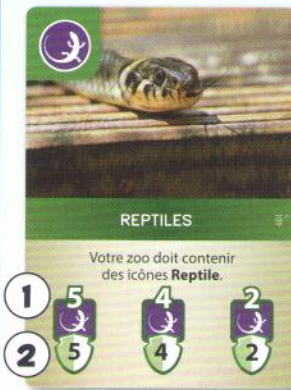 REPTILES
Votre zoo doit contenir
des icônes Reptile.
1 5 4 2
2 5 4 2